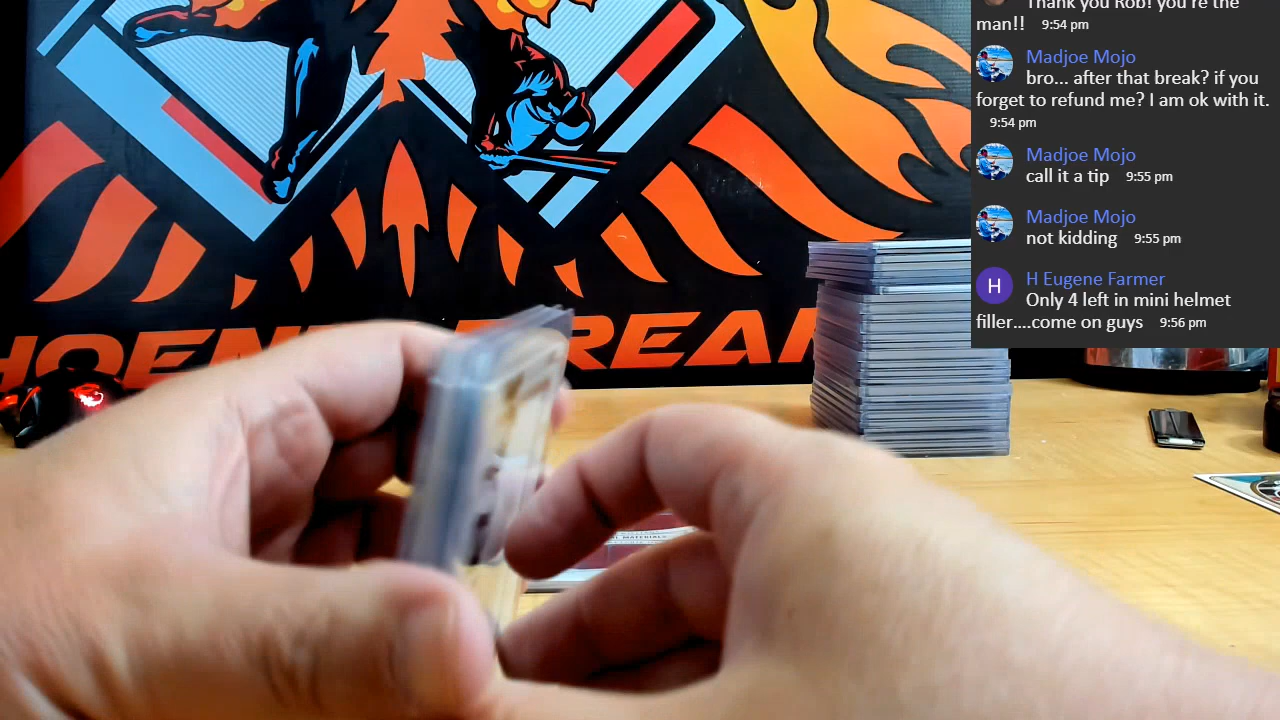 Thank you Rob! you're the
man!! 9:54 pm
Madjoe Mojo
bro... after that break? if you
forget to refund me? I am ok with it.
9:54 pm
Madjoe Mojo
call it a tip 9:55 pm
Madjoe Mojo
not kidding 9:55 pm
H
H Eugene Farmer
Only 4 left in mini helmet
filler....come on guys 9:56 pm
HOENI BREAK
MATERIALS